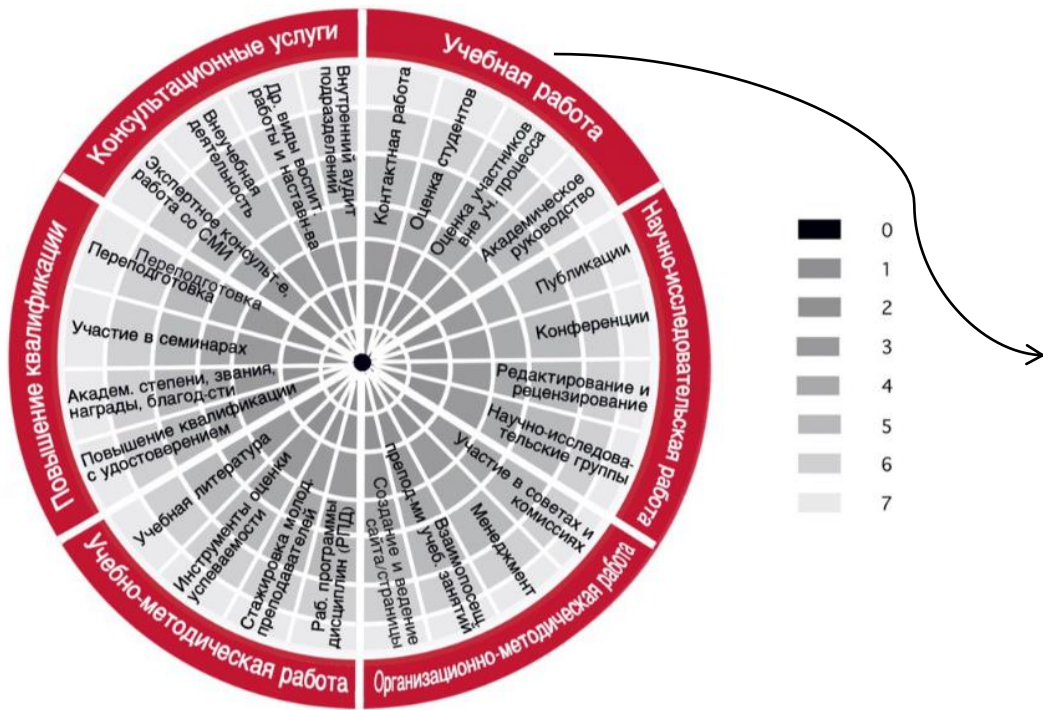 Учебная работа
Контактная работа
Оценка студентов
Оценка участников
вне уч. процесса
Академическое
руководство
Научно-исследовательская работа
Публикации
Конференции
Редактирование и
рецензирование
Научно-исследова-
тельские группы
Организационно-методическая работа
Участие в советах и
комиссиях
Менеджмент
Взаимопосещ.
препод-ми учеб. занятий
Создание и ведение
сайта/страницы
Учебно-методическая работа
Раб. программы
дисциплин (РПД)
Стажировка молод.
преподавателей
Инструменты оценки
успеваемости
Учебная литература
Повышение квалификации
Повышение квалификации
с удостоверением
Академ. степени, звания,
награды, благод-сти
Участие в семинарах
Переподготовка
Переподготовка
Консультационные услуги
Экспертное консульт-е,
работа со СМИ
Внеучебная
деятельность
Др. виды воспит.
работы и наставн-ва
Внутренний аудит
подразделений
0
1
2
3
4
5
6
7